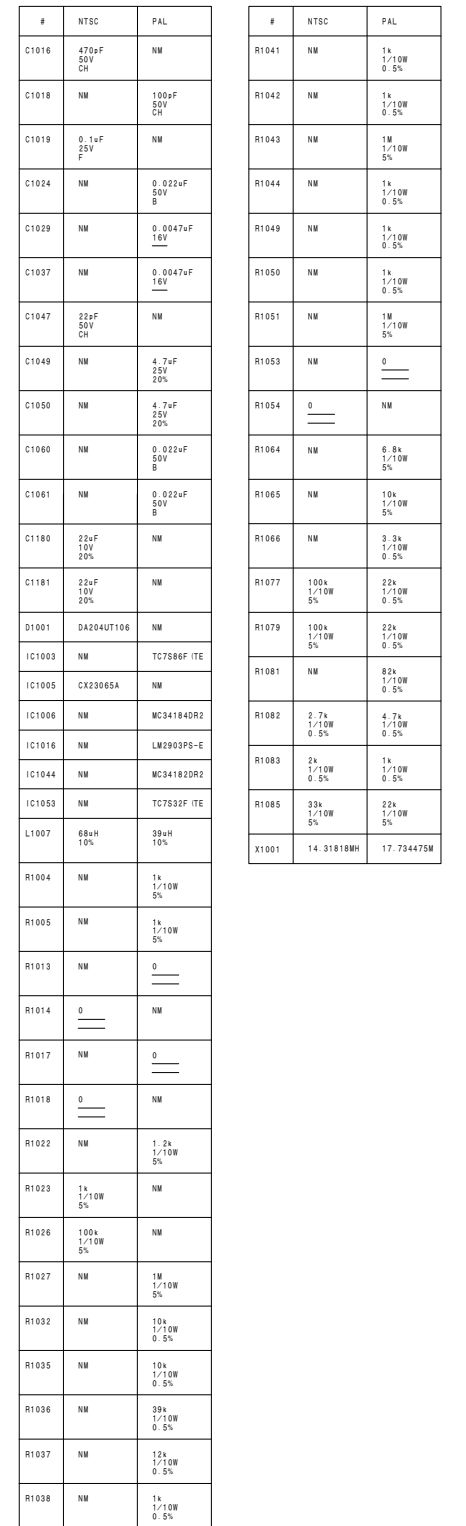 # NTSC PAL
C1016 470pF NM
50V
CH
C1018 NM 100pF
50V
CH
C1019 0.1uF NM
25V
F
C1024 NM 0.022uF
50V
B
C1029 NM 0.0047uF
16V
C1037 NM 0.0047uF
16V
C1047 22pF NM
50V
CH
C1049 NM 4.7uF
25V
20%
C1050 NM 4.7uF
25V
20%
C1060 NM 0.022uF
50V
B
C1061 NM 0.022uF
50V
B
C1180 22uF NM
10V
20%
C1181 22uF NM
10V
20%
D1001 DA204UT106 NM
IC1003 NM TC7S86F(TE
IC1005 CX23065A NM
IC1006 NM MC34184DR2
IC1016 NM LM2903PS-E
IC1044 NM MC34182DR2
IC1053 NM TC7S32F(TE
L1007 68uH 39uH
10% 10%
R1004 NM 1k
1/10W
5%
R1005 NM 1k
1/10W
5%
R1013 NM 0
R1014 0 NM
R1017 NM 0
R1018 0 NM
R1022 NM 1.2k
1/10W
5%
R1023 1k NM
1/10W
5%
R1026 100k NM
1/10W
5%
R1027 NM 1M
1/10W
5%
R1032 NM 10k
1/10W
0.5%
R1035 NM 10k
1/10W
0.5%
R1036 NM 39k
1/10W
0.5%
R1037 NM 12k
1/10W
0.5%
R1038 NM 1k
1/10W
0.5%
# NTSC PAL
R1041 NM 1k
1/10W
0.5%
R1042 NM 1k
1/10W
0.5%
R1043 NM 1M
1/10W
5%
R1044 NM 1k
1/10W
0.5%
R1049 NM 1k
1/10W
0.5%
R1050 NM 1k
1/10W
0.5%
R1051 NM 1M
1/10W
5%
R1053 NM 0
R1054 0 NM
R1064 NM 6.8k
1/10W
5%
R1065 NM 10k
1/10W
5%
R1066 NM 3.3k
1/10W
0.5%
R1077 100k 22k
1/10W 1/10W
5% 0.5%
R1079 100k 22k
1/10W 1/10W
5% 0.5%
R1081 NM 82k
1/10W
0.5%
R1082 2.7k 4.7k
1/10W 1/10W
0.5% 0.5%
R1083 2k 1k
1/10W 1/10W
0.5% 0.5%
R1085 33k 22k
1/10W 1/10W
5% 5%
X1001 14.31818MH 17.734475M